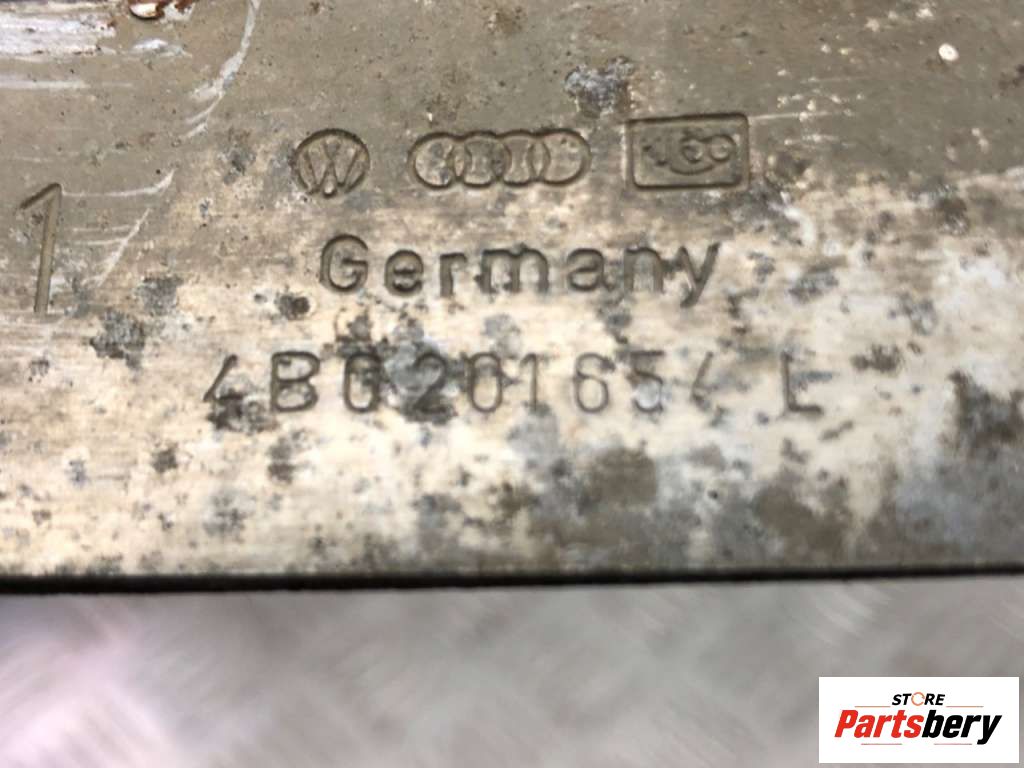 1
Germany
4B0201654 L
STORE
Partsbery